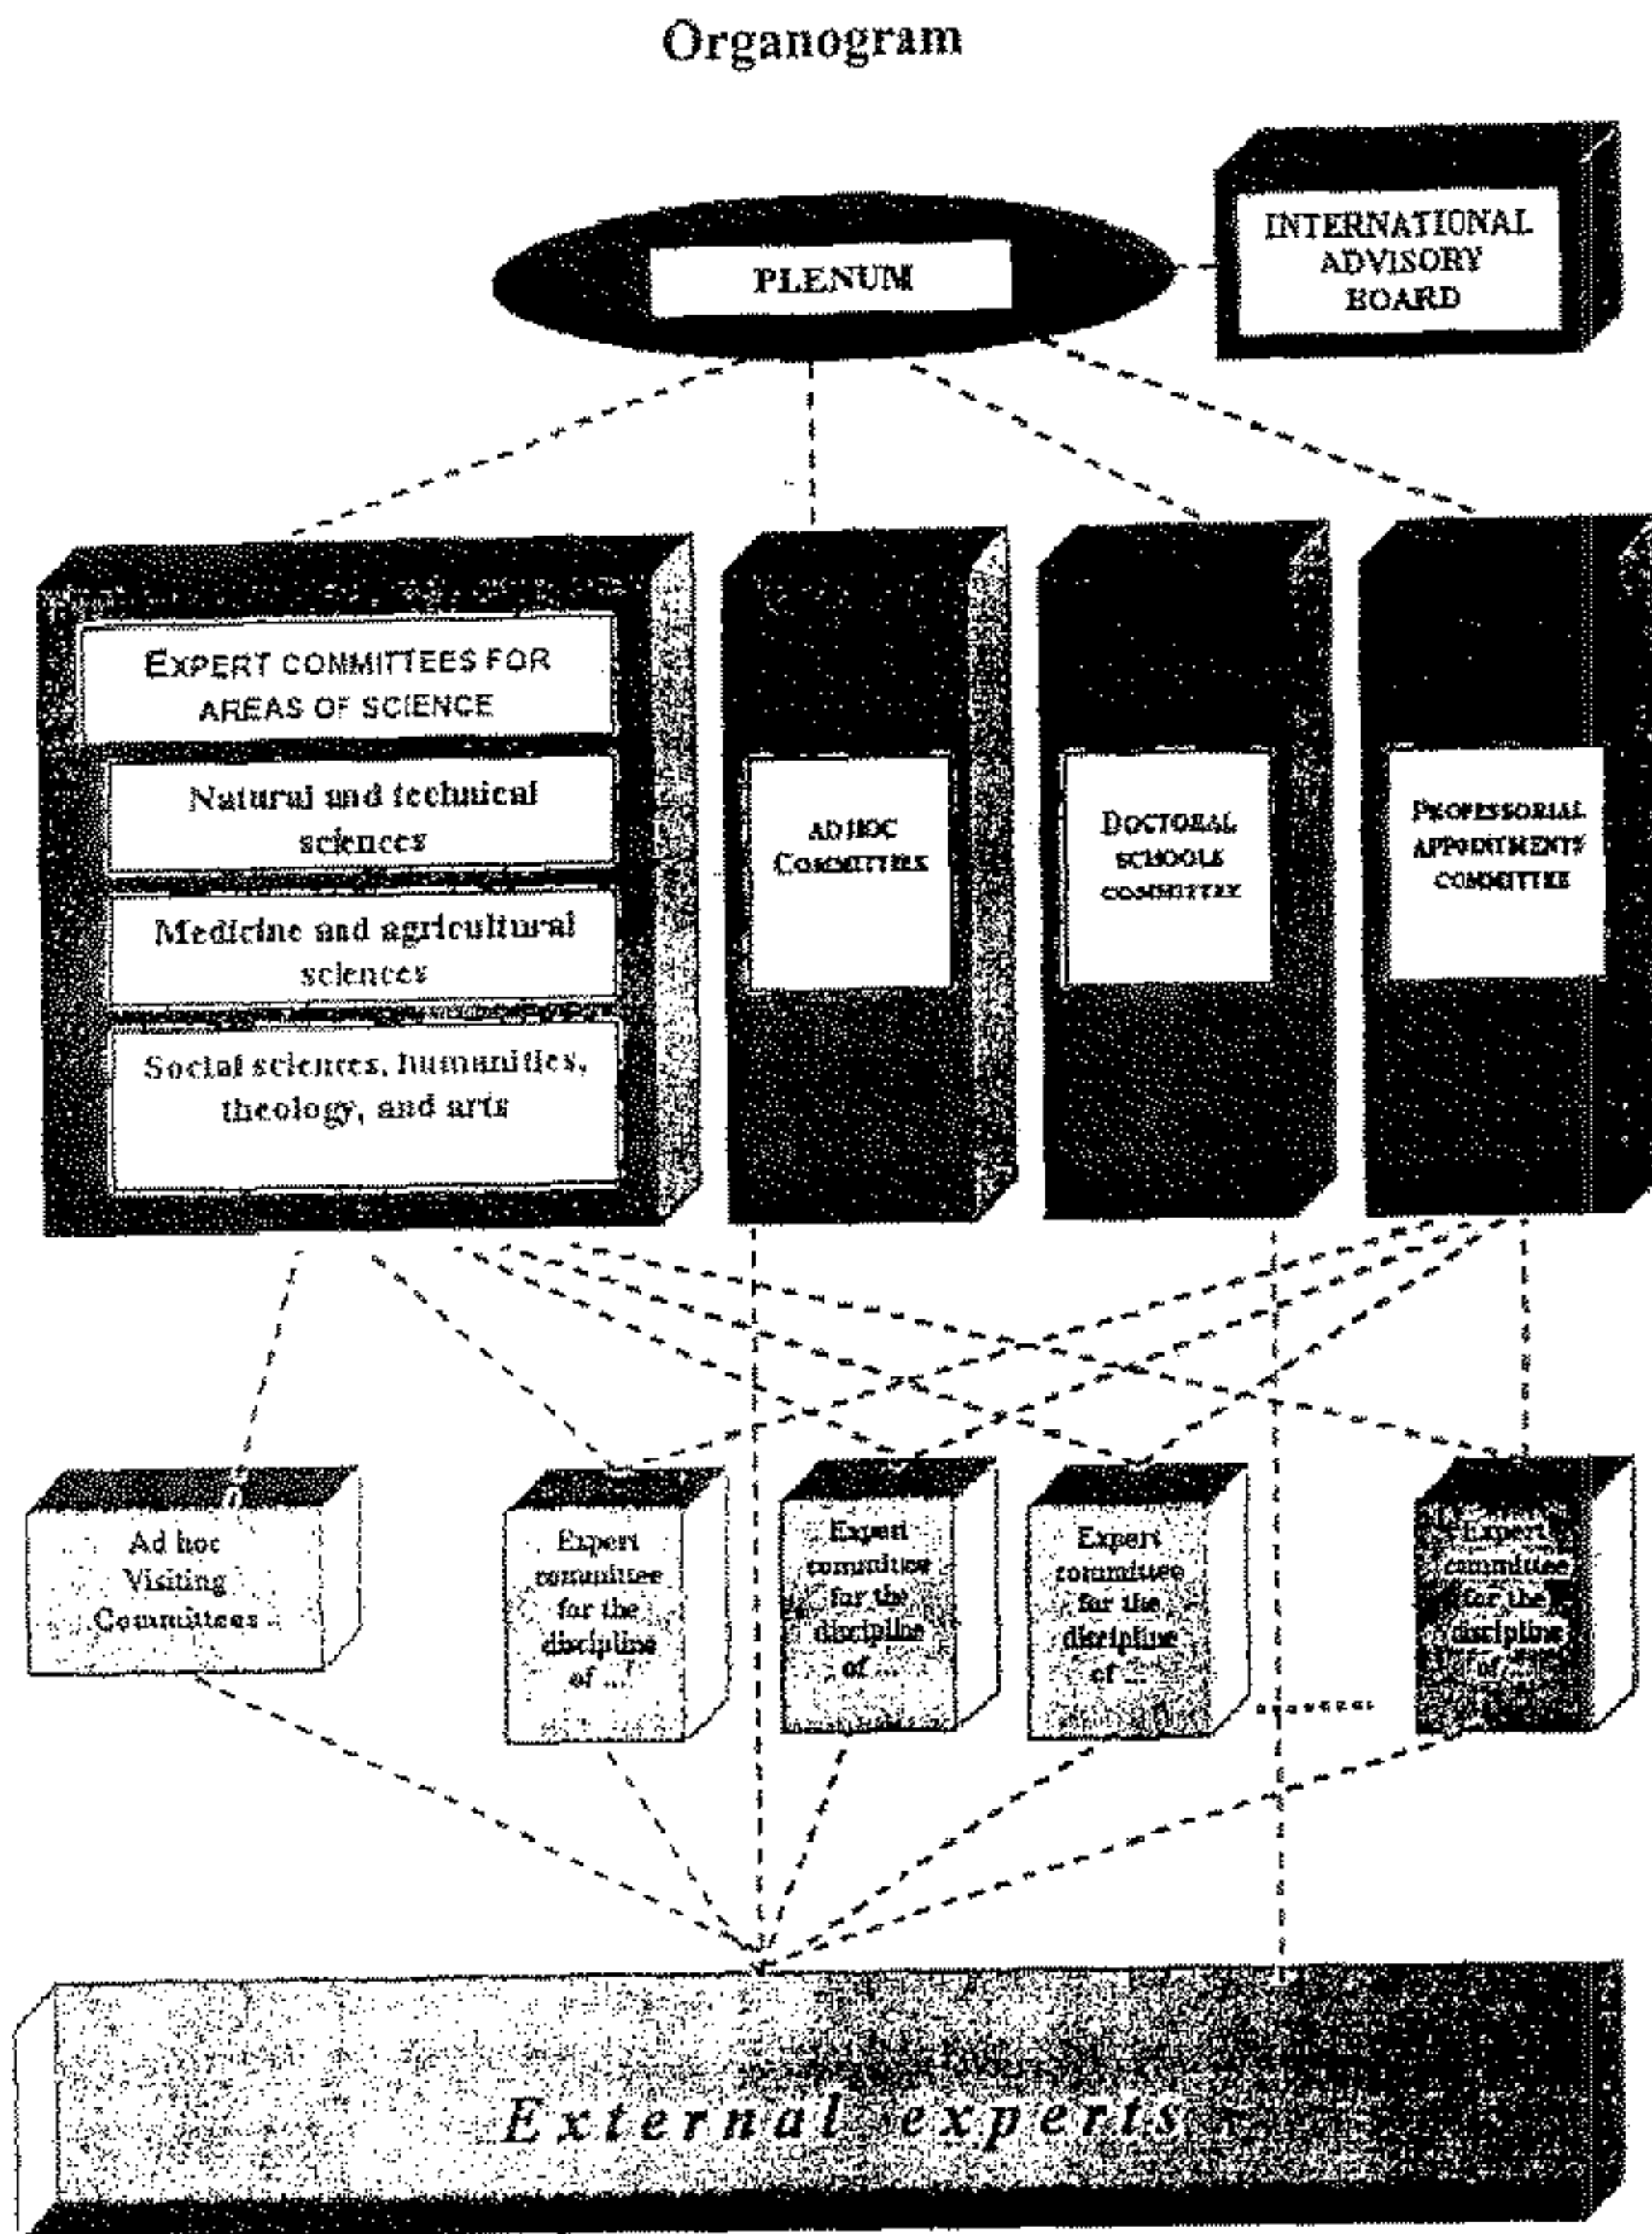 Organogram
PLENUM
INTERNATIONAL
ADVISORY
BOARD
EXPERT COMMITTEES FOR
AREAS OF SCIENCE
Natural and technical
sciences
Medicine and agricultural
sciences
Social sciences, humanities,
theology, and arts
AD HOC
COMMITTEES
DOCTORAL
SCHOOLS
COMMITTEE
PROFESSORIAL
APPOINTMENTS
COMMITTEE
Ad hoc
Visiting
Committees
Expert
committee
for the
discipline
of ...
Expert
committee
for the
discipline
of ...
Expert
committee
for the
discipline
of ...
Expert
committee
for the
discipline
of ...
External experts